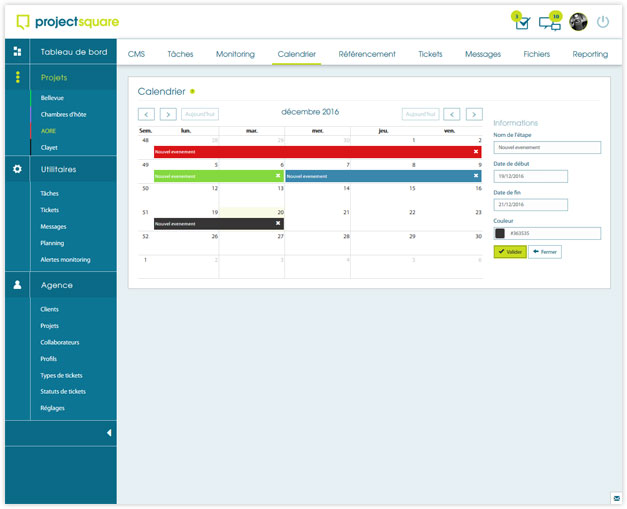 projectsquare
3
10
Tableau de bord
CMS Tâches Monitoring Calendrier Référencement Tickets Messages Fichiers Reporting
Projets
Bellevue
Chambres d'hôte
AORE
Clayet
Utilitaires
Tâches
Tickets
Messages
Planning
Alertes monitoring
Agence
Clients
Projets
Collaborateurs
Profils
Types de tickets
Statuts de tickets
Réglages
Calendrier
Aujourd'hui décembre 2016 Aujourd'hui
Sem. lun. mar. mer. jeu. ven.
48 28 29 30 1 2
Nouvel evenement
49 5 6 7 8 9
Nouvel evenement Nouvel evenement
50 12 13 14 15 16
51 19 20 21 22 23
Nouvel evenement
52 26 27 28 29 30
1 2 3 4 5 6
Informations
Nom de l'étape
Nouvel evenement
Date de début
19/12/2016
Date de fin
21/12/2016
Couleur
#363535
Valider Fermer